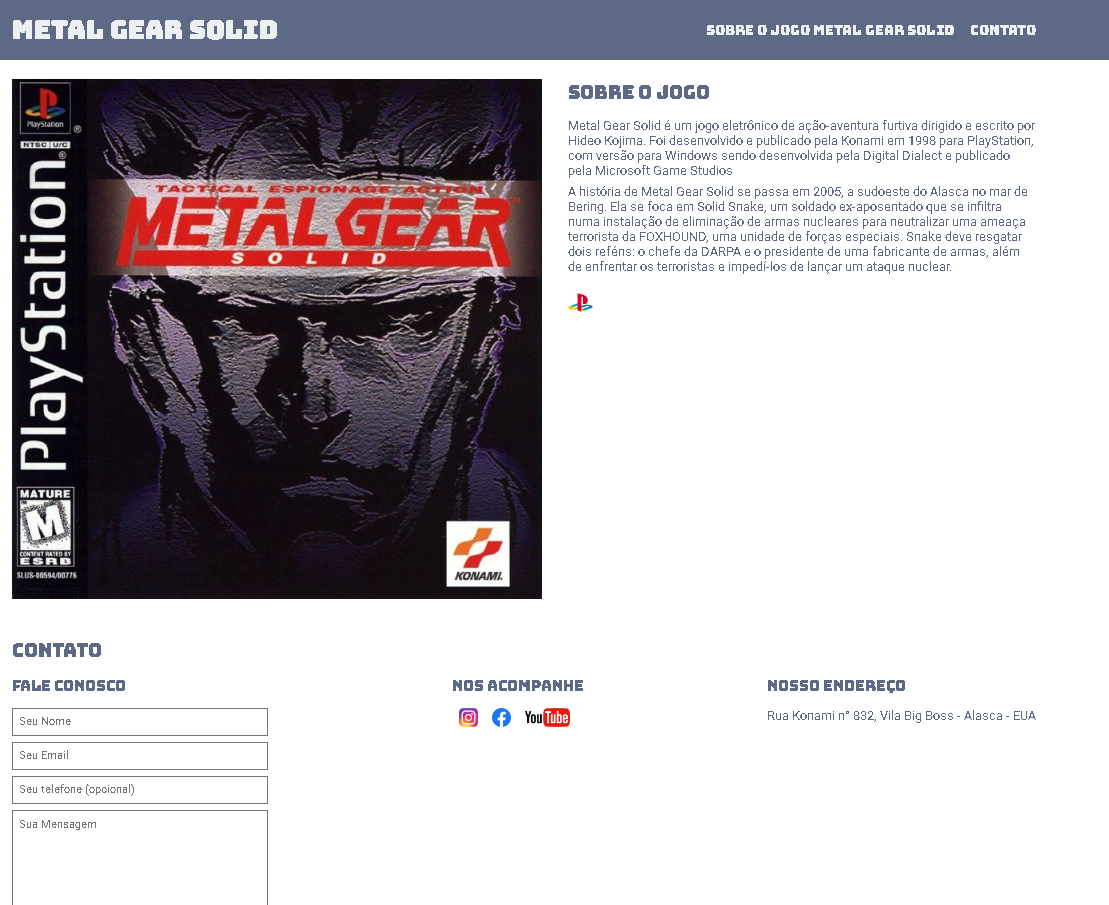 METAL GEAR SOLID
SOBRE O JOGO METAL GEAR SOLID CONTATO
PlayStation
®
NTSC U/C
PlayStation®
TACTICAL ESPIONAGE ACTION
METAL GEAR
SOLID
™
MATURE
M
CONTENT RATED BY
ESRB
SLUS-00594/00776
KONAMI.
SOBRE O JOGO
Metal Gear Solid é um jogo eletrônico de ação-aventura furtiva dirigido e escrito por
Hideo Kojima. Foi desenvolvido e publicado pela Konami em 1998 para PlayStation,
com versão para Windows sendo desenvolvida pela Digital Dialect e publicado
pela Microsoft Game Studios
A história de Metal Gear Solid se passa em 2005, a sudoeste do Alasca no mar de
Bering. Ela se foca em Solid Snake, um soldado ex-aposentado que se infiltra
numa instalação de eliminação de armas nucleares para neutralizar uma ameaça
terrorista da FOXHOUND, uma unidade de forças especiais. Snake deve resgatar
dois reféns: o chefe da DARPA e o presidente de uma fabricante de armas, além
de enfrentar os terroristas e impedí-los de lançar um ataque nuclear.
CONTATO
FALE CONOSCO
Seu Nome
Seu Email
Seu telefone (opcional)
Sua Mensagem
NOS ACOMPANHE
YouTube
NOSSO ENDEREÇO
Rua Konami n° 832, Vila Big Boss - Alasca - EUA